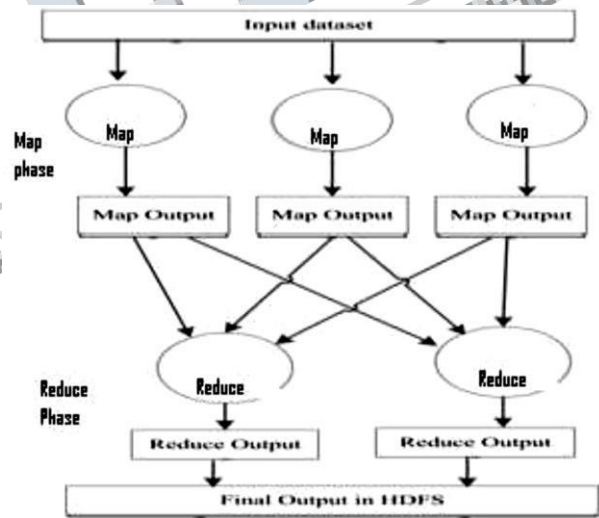 Input dataset
Map
Map
Map
Map
phase
Map Output
Map Output
Map Output
Reduce
Reduce
Reduce
Phase
Reduce Output
Reduce Output
Final Output in HDFS